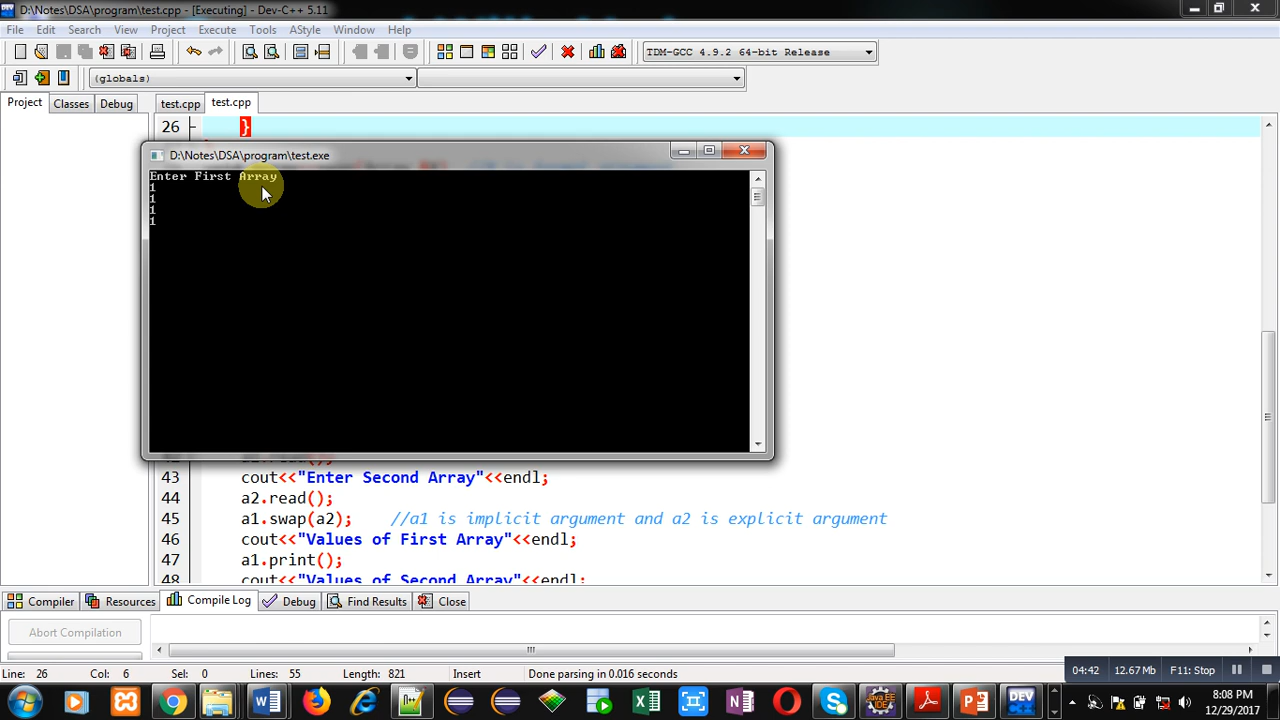 D:\Notes\DSA\program\test.cpp - [Executing] - Dev-C++ 5.11
File Edit Search View Project Execute Tools AStyle Window Help
TDM-GCC 4.9.2 64-bit Release
(globals)
Project Classes Debug test.cpp test.cpp
26 }
D:\Notes\DSA\program\test.exe
Enter First Array
1
1
1
1
43 cout<<"Enter Second Array"<<endl;
44 a2.read();
45 a1.swap(a2); //a1 is implicit argument and a2 is explicit argument
46 cout<<"Values of First Array"<<endl;
47 a1.print();
48 cout<<"Values of Second Array"<<endl;
Compiler Resources Compile Log Debug Find Results Close
Abort Compilation
Line: 26 Col: 6 Sel: 0 Lines: 55 Length: 821 Insert Done parsing in 0.016 seconds
04:42 12.67 Mb F11: Stop
8:08 PM
12/29/2017